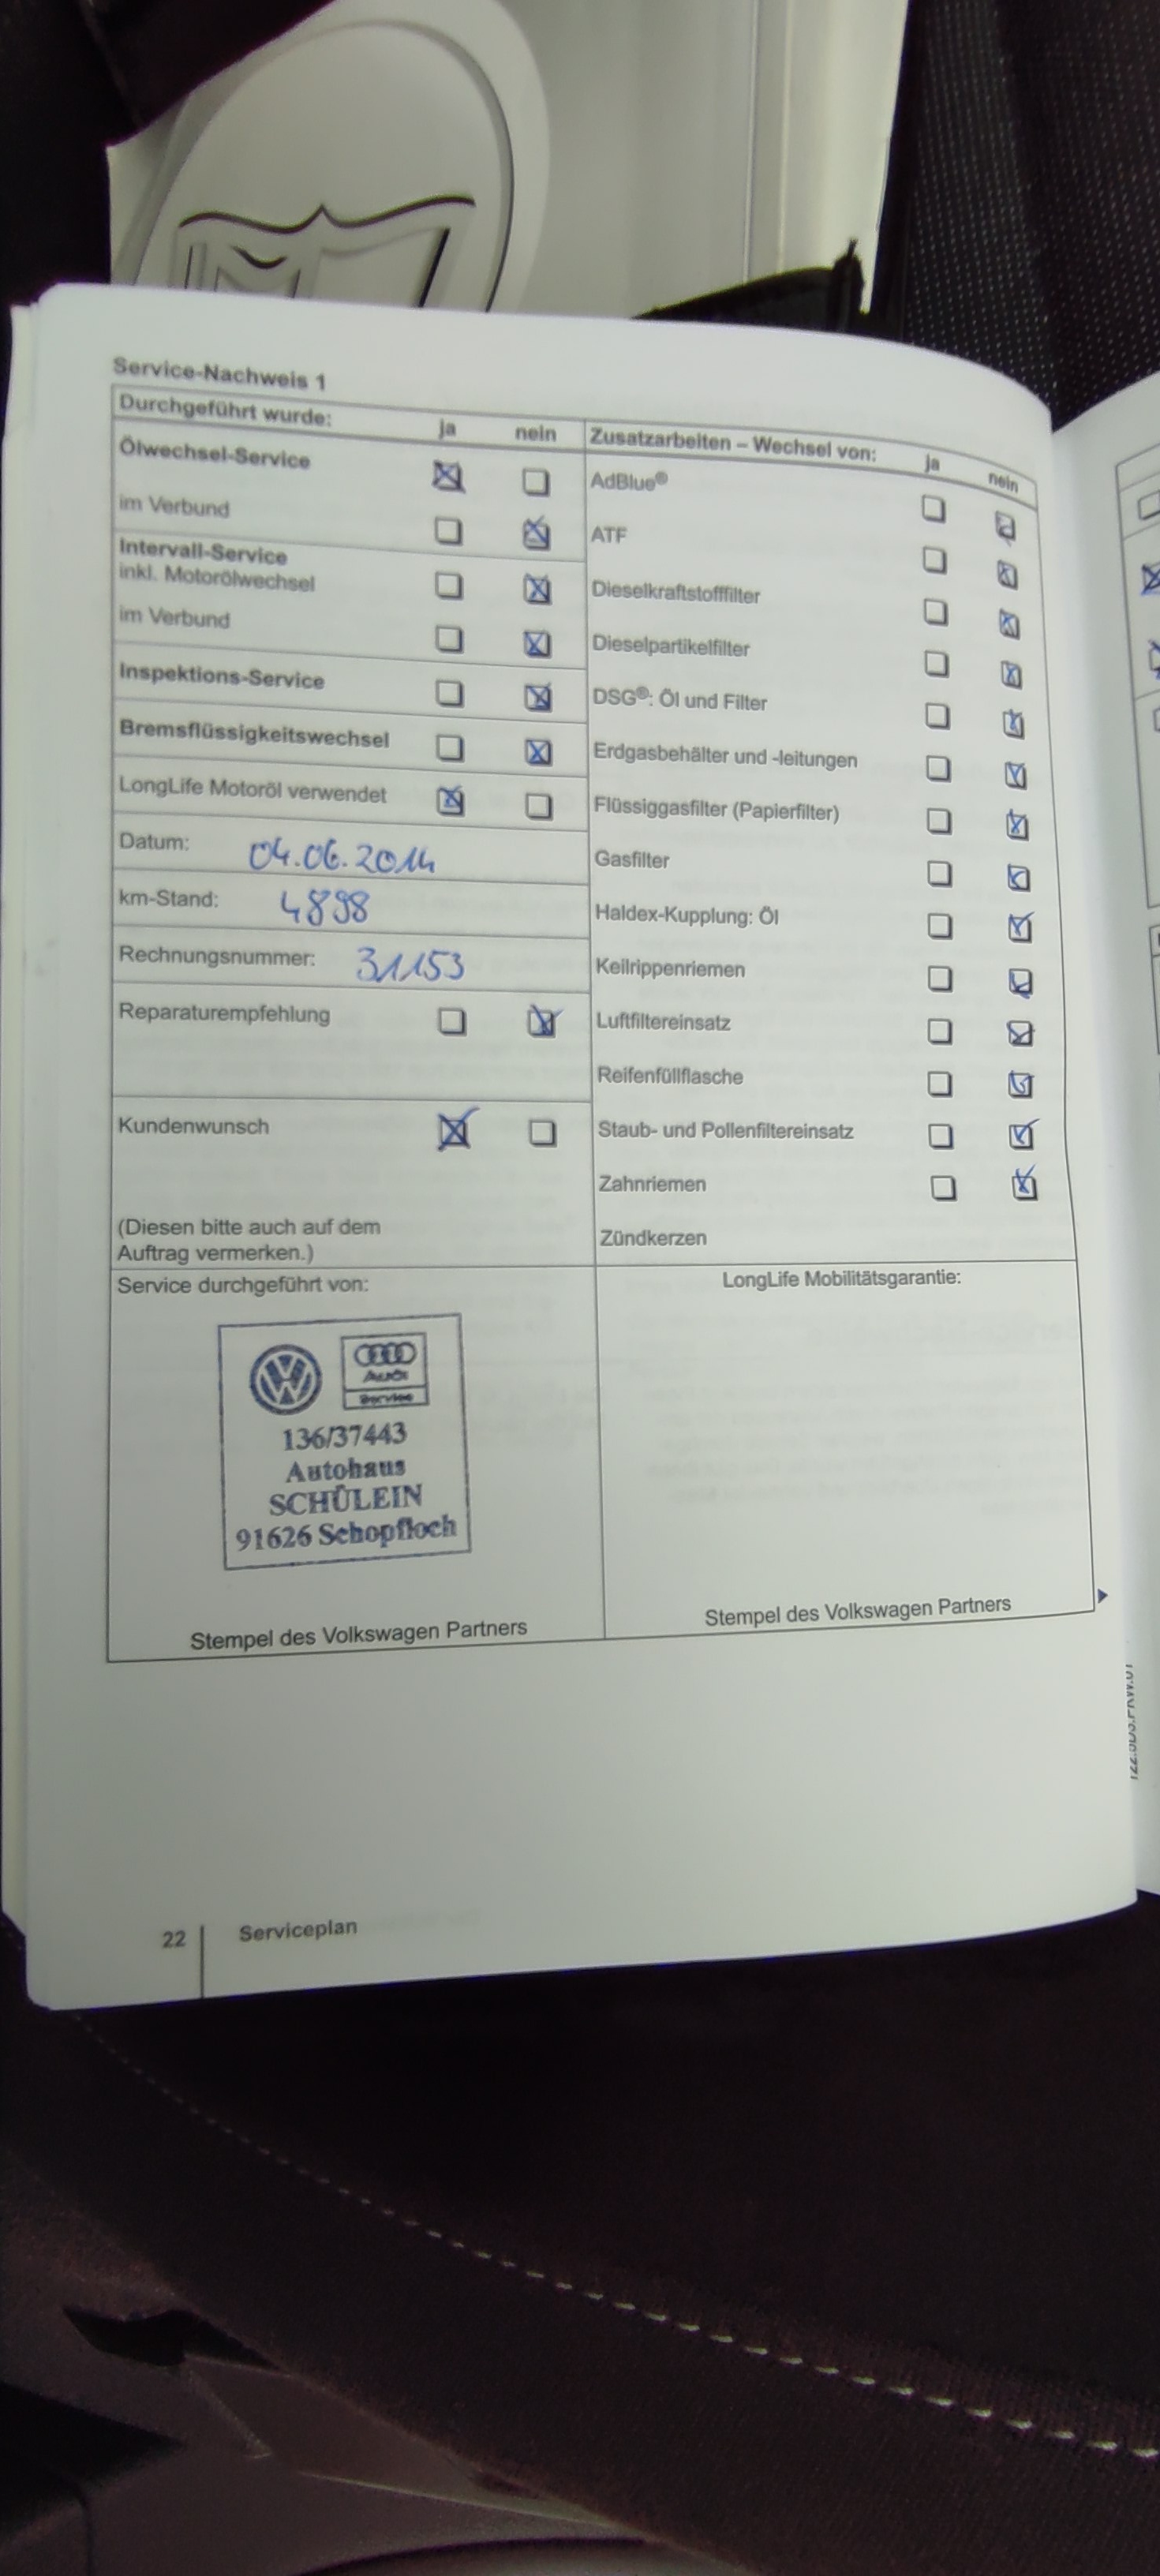 Service-Nachweis 1
Durchgeführt wurde: ja nein
Ölwechsel-Service
im Verbund
Intervall-Service
inkl. Motorölwechsel
im Verbund
Inspektions-Service
Bremsflüssigkeitswechsel
LongLife Motoröl verwendet
Datum: 04.06.2014
km-Stand: 4898
Rechnungsnummer: 31153
Reparaturempfehlung
Kundenwunsch
(Diesen bitte auch auf dem
Auftrag vermerken.)
Zusatzarbeiten – Wechsel von: ja nein
AdBlue®
ATF
Dieselkraftstofffilter
Dieselpartikelfilter
DSG®: Öl und Filter
Erdgasbehälter und -leitungen
Flüssiggasfilter (Papierfilter)
Gasfilter
Haldex-Kupplung: Öl
Keilrippenriemen
Luftfiltereinsatz
Reifenfüllflasche
Staub- und Pollenfiltereinsatz
Zahnriemen
Zündkerzen
Service durchgeführt von:
Audi
Service
136/37443
Autohaus
SCHÜLEIN
91626 Schopfloch
Stempel des Volkswagen Partners
LongLife Mobilitätsgarantie:
Stempel des Volkswagen Partners
22 Serviceplan